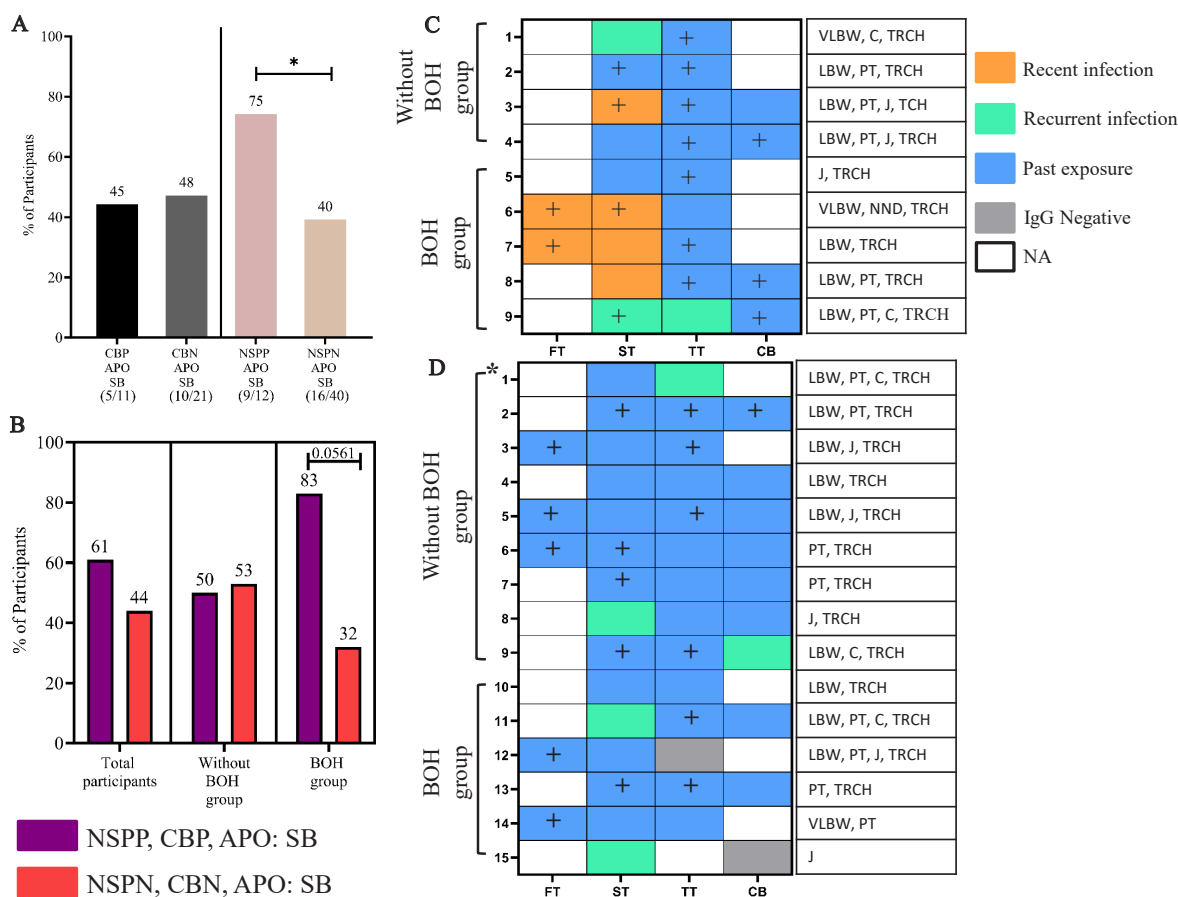 A
% of Participants
100
80
60
40
20
0
45
48
75
40
*
CBP
APO
SB
(5/11)
CBN
APO
SB
(10/21)
NSPP
APO
SB
(9/12)
NSPN
APO
SB
(16/40)
B
% of Participants
100
80
60
40
20
0
61
44
50
53
83
32
0.0561
Total
participants
Without
BOH
group
BOH
group
NSPP, CBP, APO: SB
NSPN, CBN, APO: SB
C
Without
BOH
group
BOH
group
1 + VLBW, C, TRCH
2 + + LBW, PT, TRCH
3 + + LBW, PT, J, TCH
4 + + LBW, PT, J, TRCH
5 + J, TRCH
6 + + VLBW, NND, TRCH
7 + + LBW, TRCH
8 + + LBW, PT, TRCH
9 + + LBW, PT, C, TRCH
FT ST TT CB
Recent infection
Recurrent infection
Past exposure
IgG Negative
NA
D
*
Without BOH
group
BOH
group
1 LBW, PT, C, TRCH
2 + + + LBW, PT, TRCH
3 + + LBW, J, TRCH
4 LBW, TRCH
5 + + LBW, J, TRCH
6 + + PT, TRCH
7 + PT, TRCH
8 J, TRCH
9 + + LBW, C, TRCH
10 LBW, TRCH
11 + LBW, PT, C, TRCH
12 + LBW, PT, J, TRCH
13 + + PT, TRCH
14 + VLBW, PT
15 J
FT ST TT CB